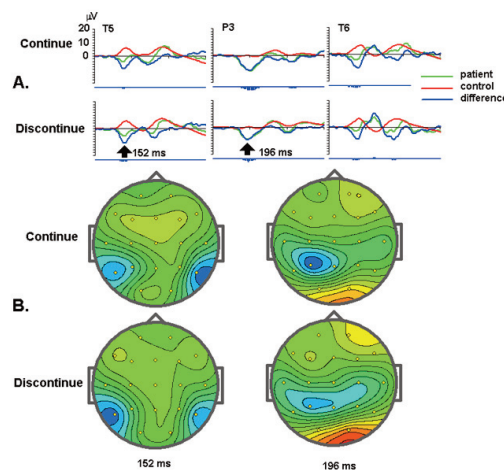 µV
T5 P3 T6
20
10
0
Continue
patient
control
difference
A.
Discontinue
152 ms 196 ms
Continue
B.
Discontinue
152 ms 196 ms